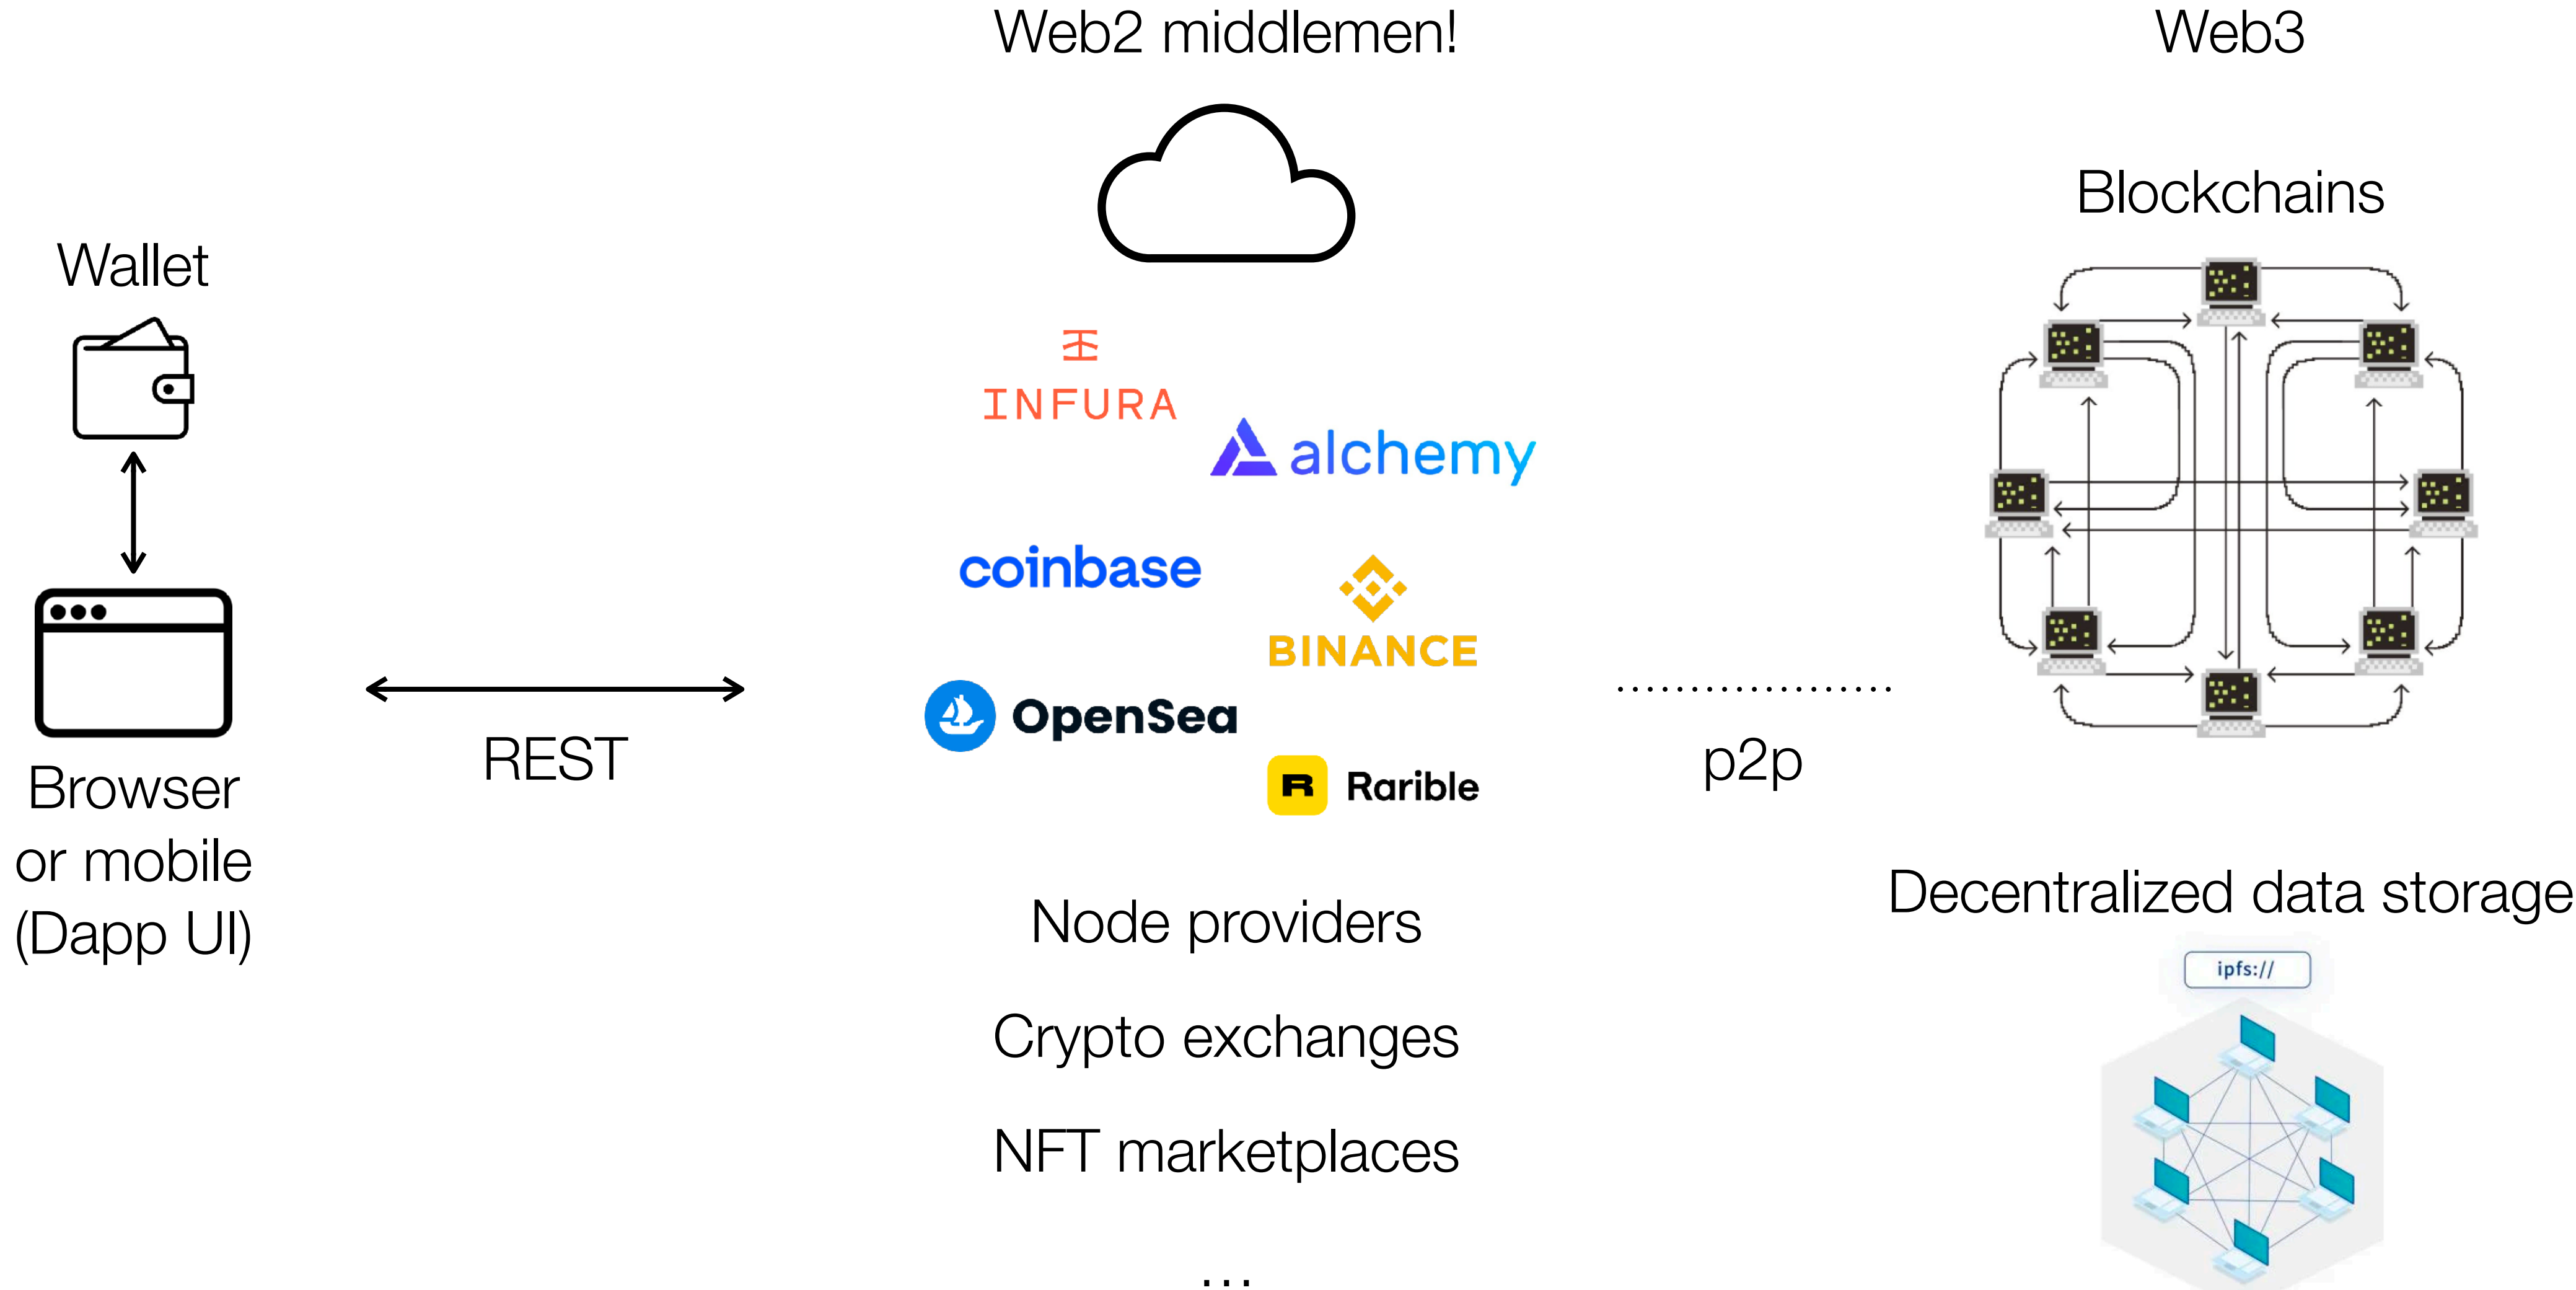 Web2 middlemen!
Web3
Blockchains
Wallet
INFURA
alchemy
coinbase
BINANCE
OpenSea
R Rarible
REST
p2p
Browser
or mobile
(Dapp UI)
Node providers
Crypto exchanges
NFT marketplaces
...
Decentralized data storage
ipfs://